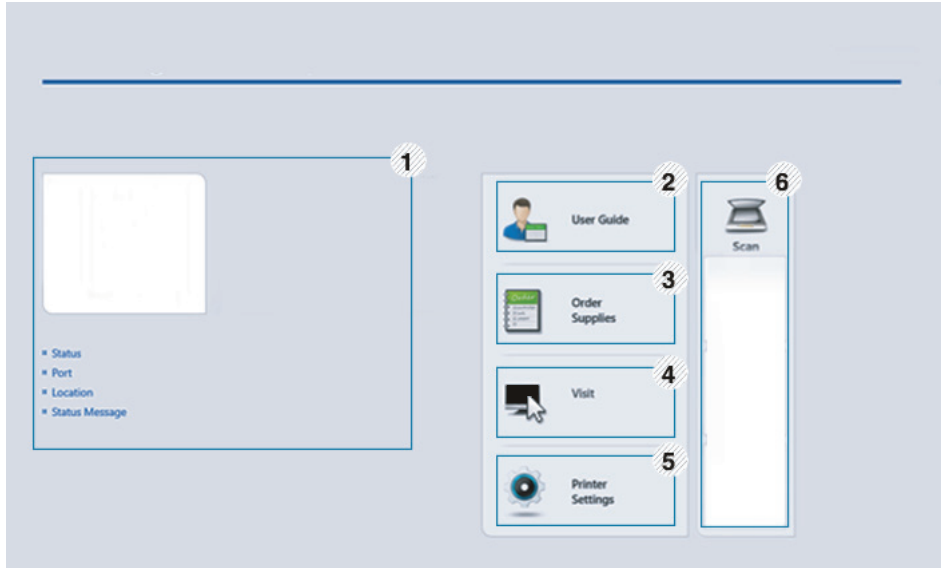 1
Status
Port
Location
Status Message
2
User Guide
3
Order
Order
Supplies
4
Visit
5
Printer
Settings
6
Scan